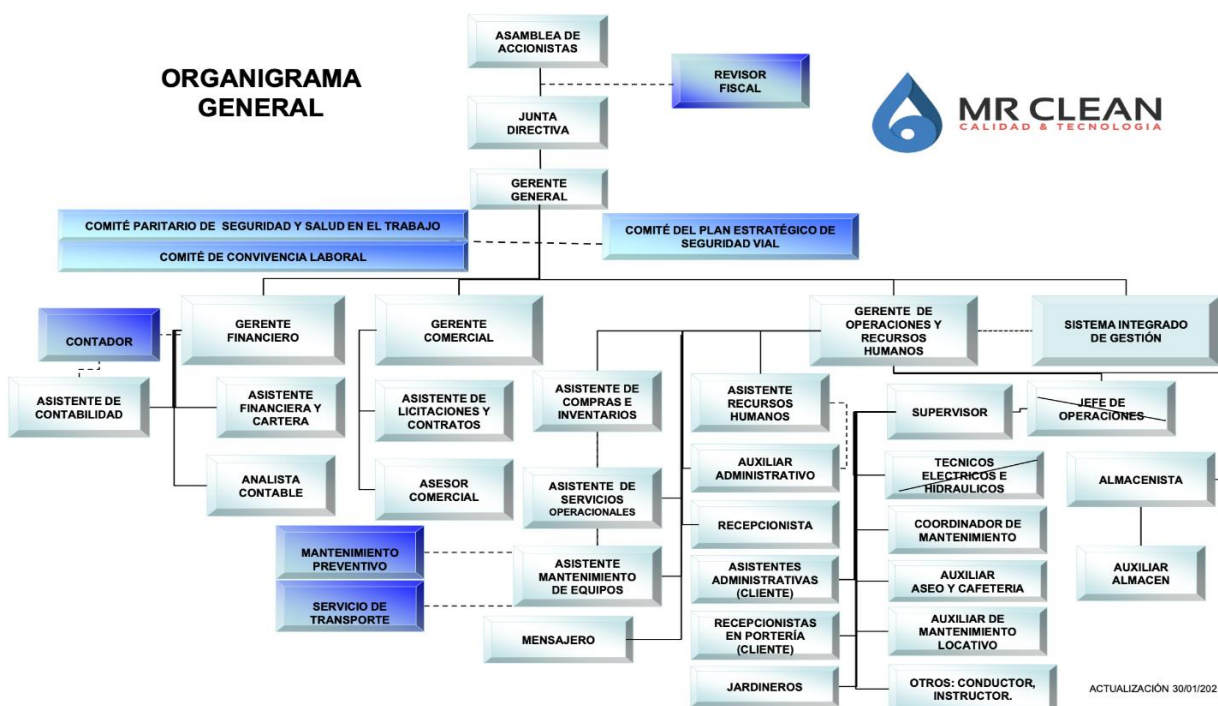 ASAMBLEA DE
ACCIONISTAS
ORGANIGRAMA
GENERAL
REVISOR
FISCAL
MR CLEAN
CALIDAD & TECNOLOGIA
JUNTA
DIRECTIVA
GERENTE
GENERAL
COMITÉ PARITARIO DE SEGURIDAD Y SALUD EN EL TRABAJO
COMITÉ DE CONVIVENCIA LABORAL
COMITÉ DEL PLAN ESTRATÉGICO DE
SEGURIDAD VIAL
CONTADOR
GERENTE
FINANCIERO
GERENTE
COMERCIAL
GERENTE DE
OPERACIONES Y
RECURSOS
HUMANOS
SISTEMA INTEGRADO
DE GESTIÓN
ASISTENTE DE
CONTABILIDAD
ASISTENTE
FINANCIERA Y
CARTERA
ASISTENTE DE
LICITACIONES Y
CONTRATOS
ASISTENTE DE
COMPRAS E
INVENTARIOS
ASISTENTE
RECURSOS
HUMANOS
SUPERVISOR
JEFE DE
OPERACIONES
ANALISTA
CONTABLE
ASESOR
COMERCIAL
ASISTENTE DE
SERVICIOS
OPERACIONALES
AUXILIAR
ADMINISTRATIVO
TECNICOS
ELECTRICOS E
HIDRAULICOS
ALMACENISTA
RECEPCIONISTA
COORDINADOR DE
MANTENIMIENTO
MANTENIMIENTO
PREVENTIVO
ASISTENTE
MANTENIMIENTO
DE EQUIPOS
ASISTENTES
ADMINISTRATIVAS
(CLIENTE)
AUXILIAR
ASEO Y CAFETERIA
AUXILIAR
ALMACEN
SERVICIO DE
TRANSPORTE
MENSAJERO
RECEPCIONISTAS
EN PORTERÍA
(CLIENTE)
AUXILIAR DE
MANTENIMIENTO
LOCATIVO
JARDINEROS
OTROS: CONDUCTOR,
INSTRUCTOR.
ACTUALIZACIÓN 30/01/202